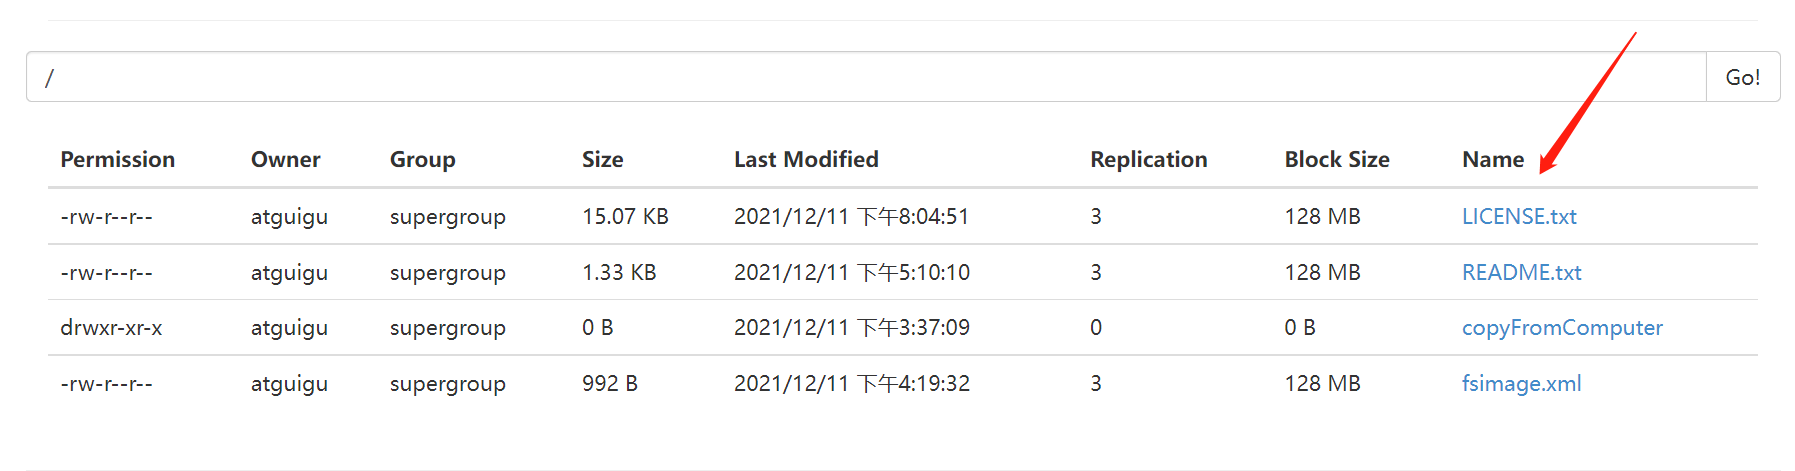 / Go!
Permission Owner Group Size Last Modified Replication Block Size Name
-rw-r--r-- atguigu supergroup 15.07 KB 2021/12/11 下午8:04:51 3 128 MB LICENSE.txt
-rw-r--r-- atguigu supergroup 1.33 KB 2021/12/11 下午5:10:10 3 128 MB README.txt
drwxr-xr-x atguigu supergroup 0 B 2021/12/11 下午3:37:09 0 0 B copyFromComputer
-rw-r--r-- atguigu supergroup 992 B 2021/12/11 下午4:19:32 3 128 MB fsimage.xml